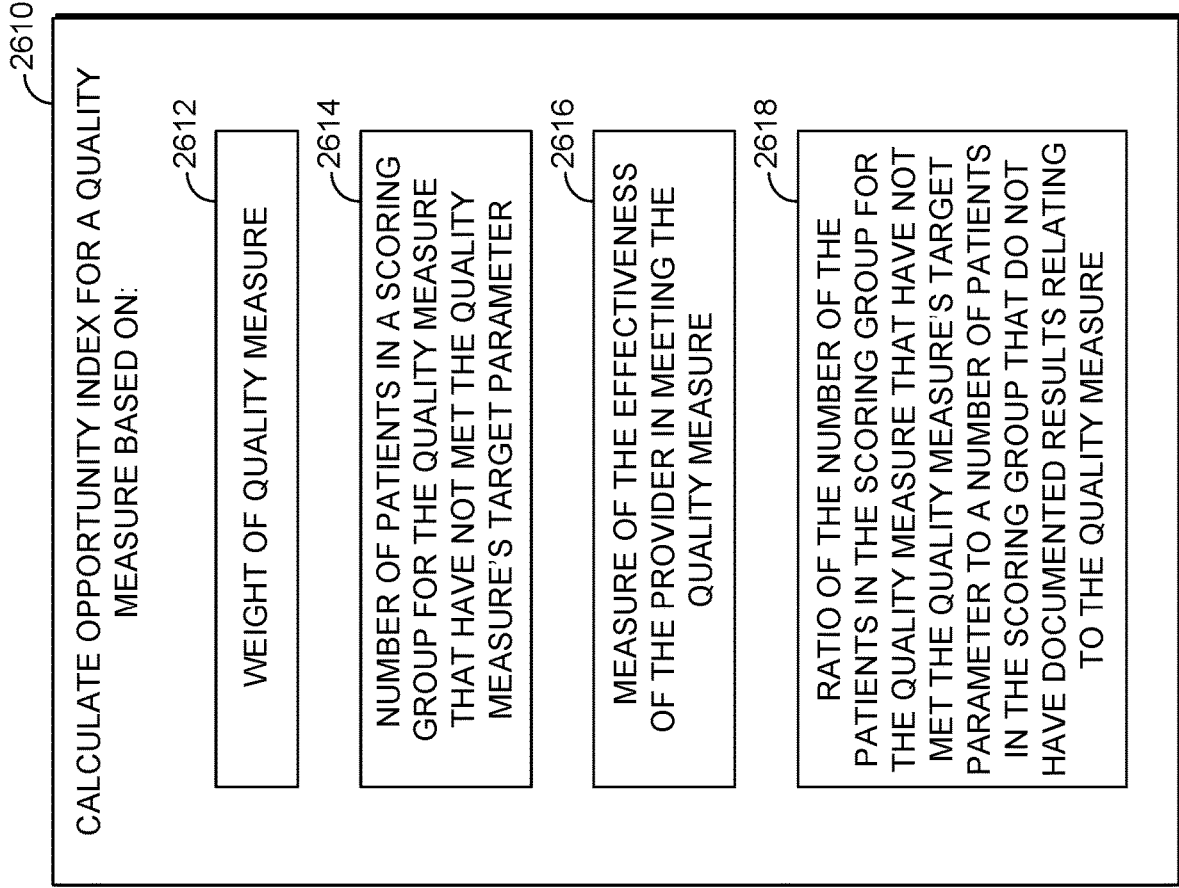 2610
CALCULATE OPPORTUNITY INDEX FOR A QUALITY
MEASURE BASED ON:
2612
WEIGHT OF QUALITY MEASURE
2614
NUMBER OF PATIENTS IN A SCORING
GROUP FOR THE QUALITY MEASURE
THAT HAVE NOT MET THE QUALITY
MEASURE'S TARGET PARAMETER
2616
MEASURE OF THE EFFECTIVENESS
OF THE PROVIDER IN MEETING THE
QUALITY MEASURE
2618
RATIO OF THE NUMBER OF THE
PATIENTS IN THE SCORING GROUP FOR
THE QUALITY MEASURE THAT HAVE NOT
MET THE QUALITY MEASURE'S TARGET
PARAMETER TO A NUMBER OF PATIENTS
IN THE SCORING GROUP THAT DO NOT
HAVE DOCUMENTED RESULTS RELATING
TO THE QUALITY MEASURE